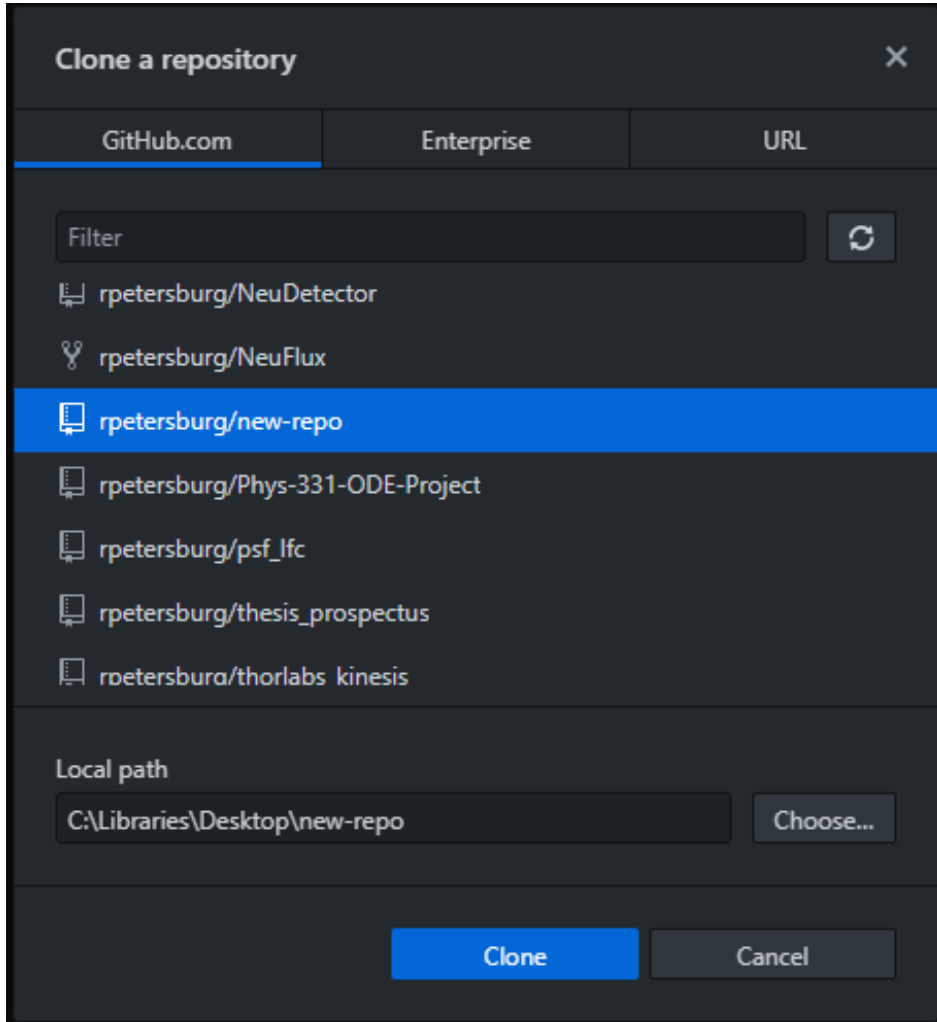 Clone a repository
GitHub.com Enterprise URL
Filter
rpetersburg/NeuDetector
rpetersburg/NeuFlux
rpetersburg/new-repo
rpetersburg/Phys-331-ODE-Project
rpetersburg/psf_lfc
rpetersburg/thesis_prospectus
rpetersburg/thorlabs_kinesis
Local path
C:\Libraries\Desktop\new-repo Choose...
Clone Cancel